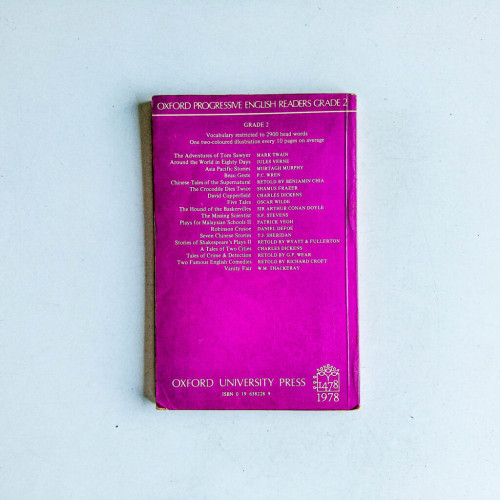 OXFORD PROGRESSIVE ENGLISH READERS GRADE 2
GRADE 2
Vocabulary restricted to 2900 head words
One two-coloured illustration every 10 pages on average
The Adventures of Tom Sawyer MARK TWAIN
Around the World in Eighty Days JULES VERNE
Asia Pacific Stories MURTAGH MURPHY
Beau Geste P.C. WREN
Chinese Tales of the Supernatural RETOLD BY BENJAMIN CHIA
The Crocodile Dies Twice SHAMUS FRAZER
David Copperfield CHARLES DICKENS
Five Tales OSCAR WILDE
The Hound of the Baskervilles SIR ARTHUR CONAN DOYLE
The Missing Scientist S.F. STEVENS
Plays for Malaysian Schools II PATRICK YEOH
Robinson Crusoe DANIEL DEFOE
Seven Chinese Stories T.J. SHERIDAN
Stories of Shakespeare's Plays II RETOLD BY WYATT & FULLERTON
A Tales of Two Cities CHARLES DICKENS
Tales of Crime & Detection RETOLD BY G.F. WEAR
Two Famous English Comedies RETOLD BY RICHARD CROFT
Vanity Fair W.M. THACKERAY
OXFORD UNIVERSITY PRESS
ISBN 0 19 638228 9
1478
1978